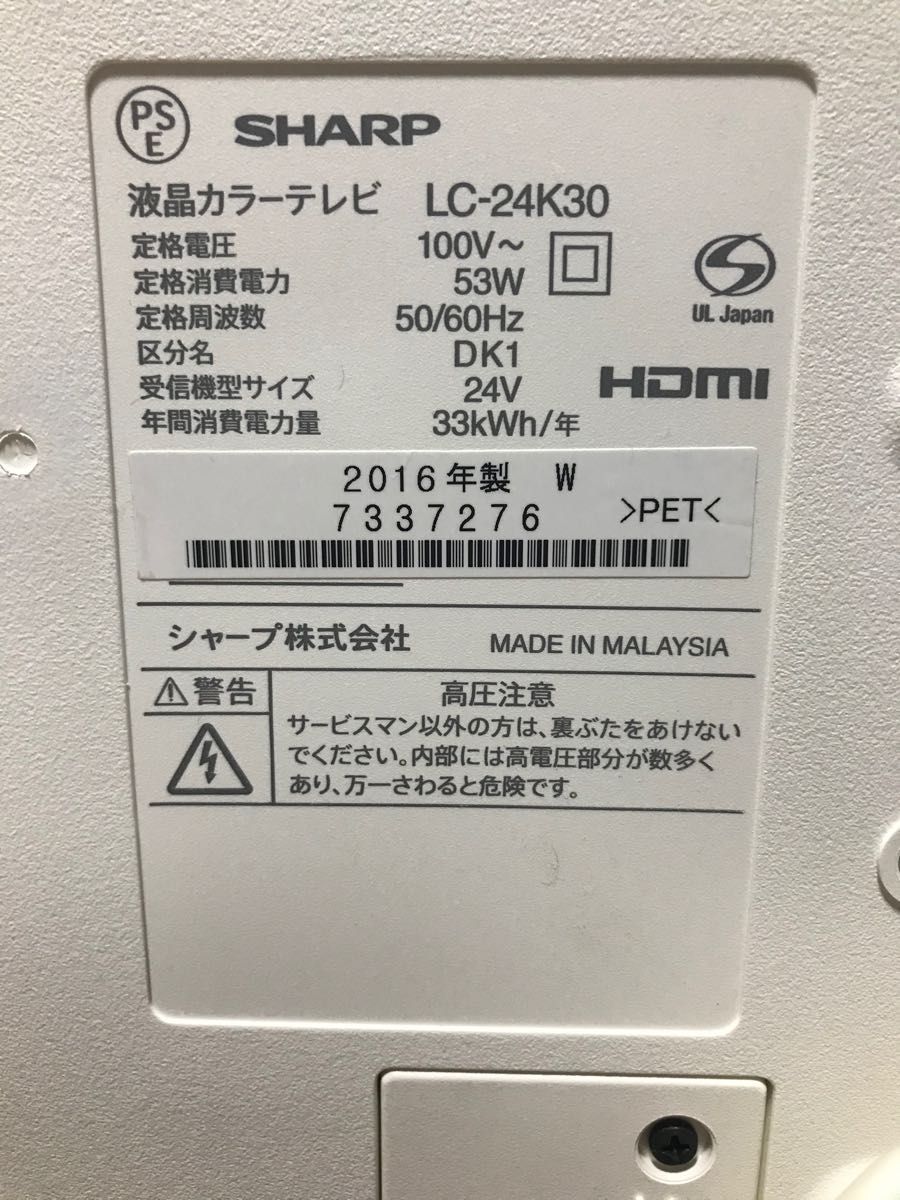 PSE
SHARP
液晶カラーテレビ LC-24K30
定格電圧 100V～
定格消費電力 53W
定格周波数 50/60Hz
区分名 DK1
受信機型サイズ 24V
年間消費電力量 33kWh/年
UL Japan
HDMI
2016年製 W
7337276
>PET<
シャープ株式会社 MADE IN MALAYSIA
⚠警告
高圧注意
サービスマン以外の方は、裏ぶたをあけない
でください。内部には高電圧部分が数多く
あり、万一さわると危険です。